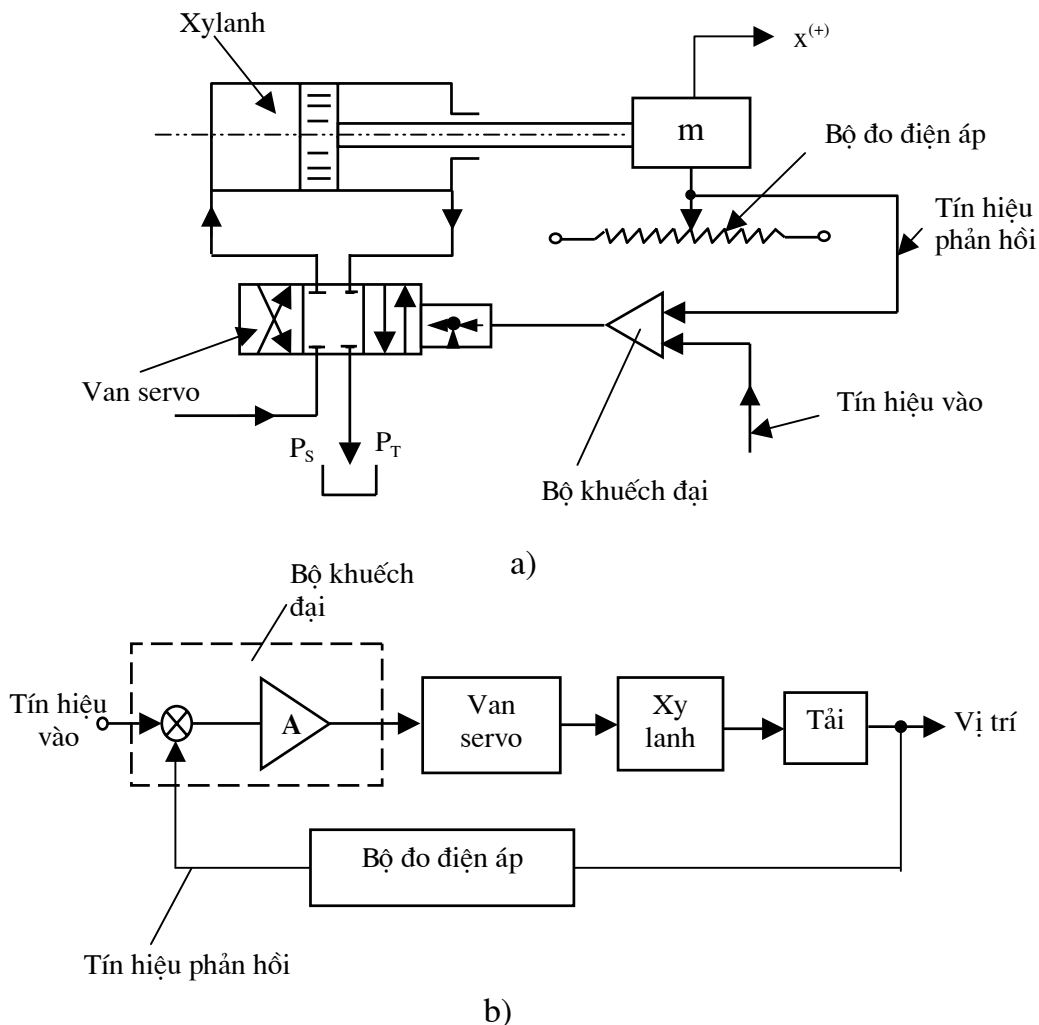 Xylanh
x(+)
m
Bộ đo điện áp
Tín hiệu
phản hồi
Van servo
Tín hiệu vào
PS
PT
Bộ khuếch đại
a)
Bộ khuếch
đại
Tín hiệu
vào
A
Van
servo
Xy
lanh
Tải
Vị trí
Bộ đo điện áp
Tín hiệu phản hồi
b)